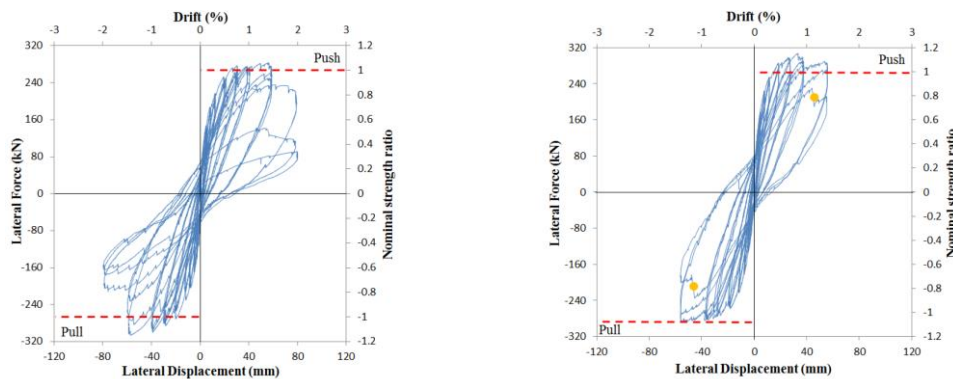 Drift (%)
-3 -2 -1 0 1 2 3
320 240 160 80 0 -80 -160 -240 -320
Lateral Force (kN)
Push
Pull
1.2 1 0.8 0.6 0.4 0.2 0 -0.2 -0.4 -0.6 -0.8 -1 -1.2
Nominal strength ratio
-120 -80 -40 0 40 80 120
Lateral Displacement (mm)
Drift (%)
-3 -2 -1 0 1 2 3
320 240 160 80 0 -80 -160 -240 -320
Lateral Force (kN)
Push
Pull
1.2 1 0.8 0.6 0.4 0.2 0 -0.2 -0.4 -0.6 -0.8 -1 -1.2
Nominal strength ratio
-120 -80 -40 0 40 80 120
Lateral Displacement (mm)